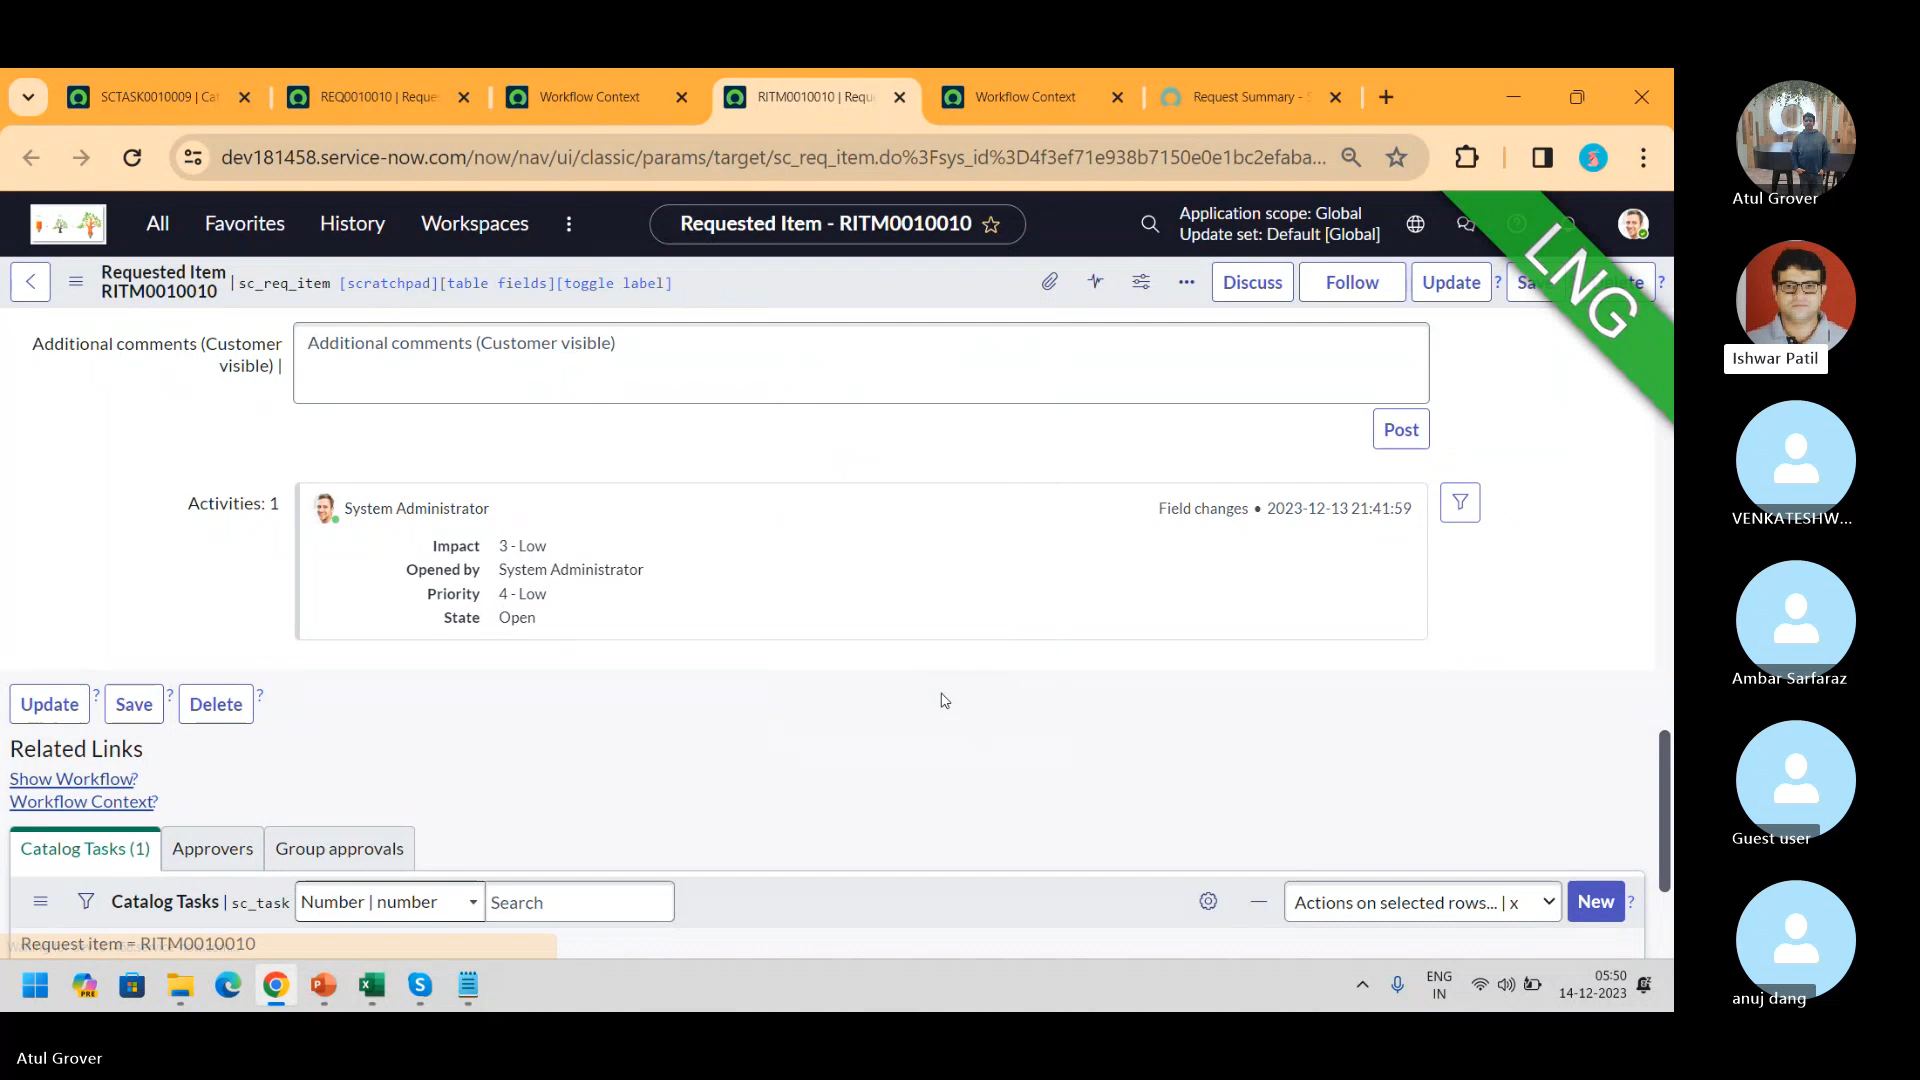 SCTASK0010009 | Cat
REQ0010010 | Reque
Workflow Context
RITM0010010 | Requ
Workflow Context
Request Summary - S
dev181458.service-now.com/now/nav/ui/classic/params/target/sc_req_item.do%3Fsys_id%3D4f3ef71e938b7150e0e1bc2efaba...
All
Favorites
History
Workspaces
Requested Item - RITM0010010
Application scope: Global
Update set: Default [Global]
LNG
Requested Item
RITM0010010
| sc_req_item [scratchpad][table fields][toggle label]
Discuss
Follow
Update
?
?
Additional comments (Customer
visible) |
Additional comments (Customer visible)
Post
Activities: 1
System Administrator
Field changes • 2023-12-13 21:41:59
Impact 3 - Low
Opened by System Administrator
Priority 4 - Low
State Open
Update ? Save ? Delete ?
Related Links
Show Workflow?
Workflow Context?
Catalog Tasks (1)
Approvers
Group approvals
Catalog Tasks | sc_task
Number | number
Search
Actions on selected rows... | x
New
?
Request item = RITM0010010
PRE
ENG
IN
05:50
14-12-2023
Atul Grover
Ishwar Patil
VENKATESHW...
Ambar Sarfaraz
Guest user
anuj dang
Atul Grover